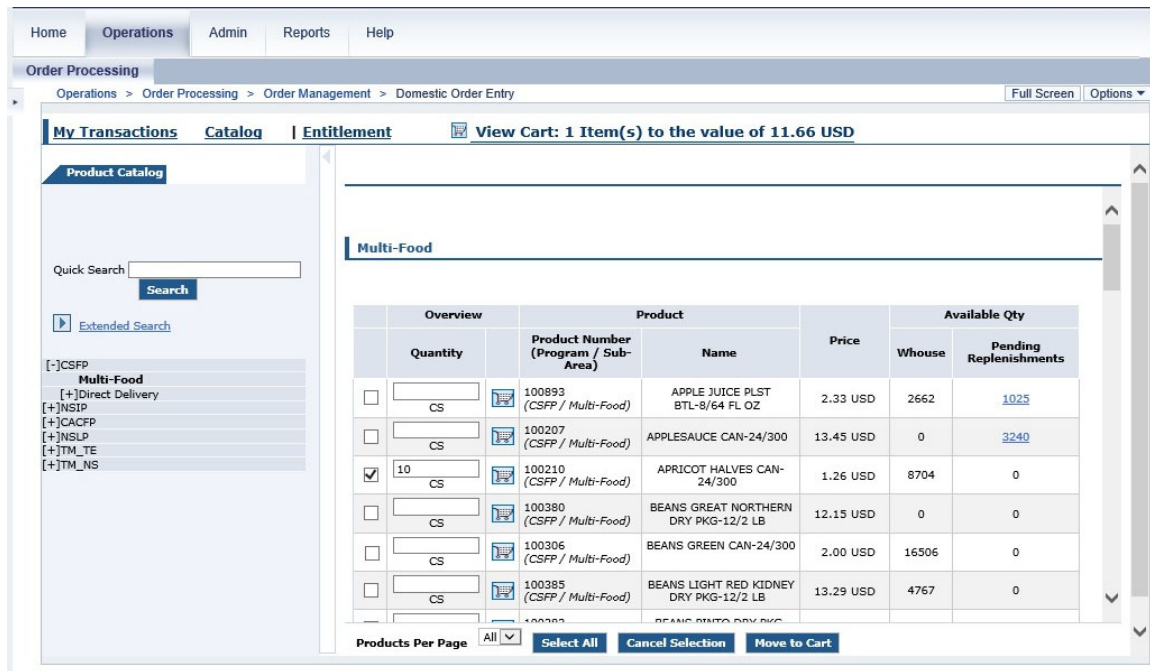 Home Operations Admin Reports Help
Order Processing
Operations > Order Processing > Order Management > Domestic Order Entry Full Screen Options
My Transactions Catalog | Entitlement View Cart: 1 Item(s) to the value of 11.66 USD
Product Catalog
Multi-Food
Quick Search
Search
Extended Search
[-]CSFP
Multi-Food
[+]Direct Delivery
[+]NSIP
[+]CACFP
[+]NSLP
[+]TM_TE
[+]TM_NS
Overview Product Price Available Qty
Quantity Product Number (Program / Sub-Area) Name Whouse Pending Replenishments
CS 100893 (CSFP / Multi-Food) APPLE JUICE PLST BTL-8/64 FL OZ 2.33 USD 2662 1025
CS 100207 (CSFP / Multi-Food) APPLESAUCE CAN-24/300 13.45 USD 0 3240
10 CS 100210 (CSFP / Multi-Food) APRICOT HALVES CAN-24/300 1.26 USD 8704 0
CS 100380 (CSFP / Multi-Food) BEANS GREAT NORTHERN DRY PKG-12/2 LB 12.15 USD 0 0
CS 100306 (CSFP / Multi-Food) BEANS GREEN CAN-24/300 2.00 USD 16506 0
CS 100385 (CSFP / Multi-Food) BEANS LIGHT RED KIDNEY DRY PKG-12/2 LB 13.29 USD 4767 0
Products Per Page All Select All Cancel Selection Move to Cart